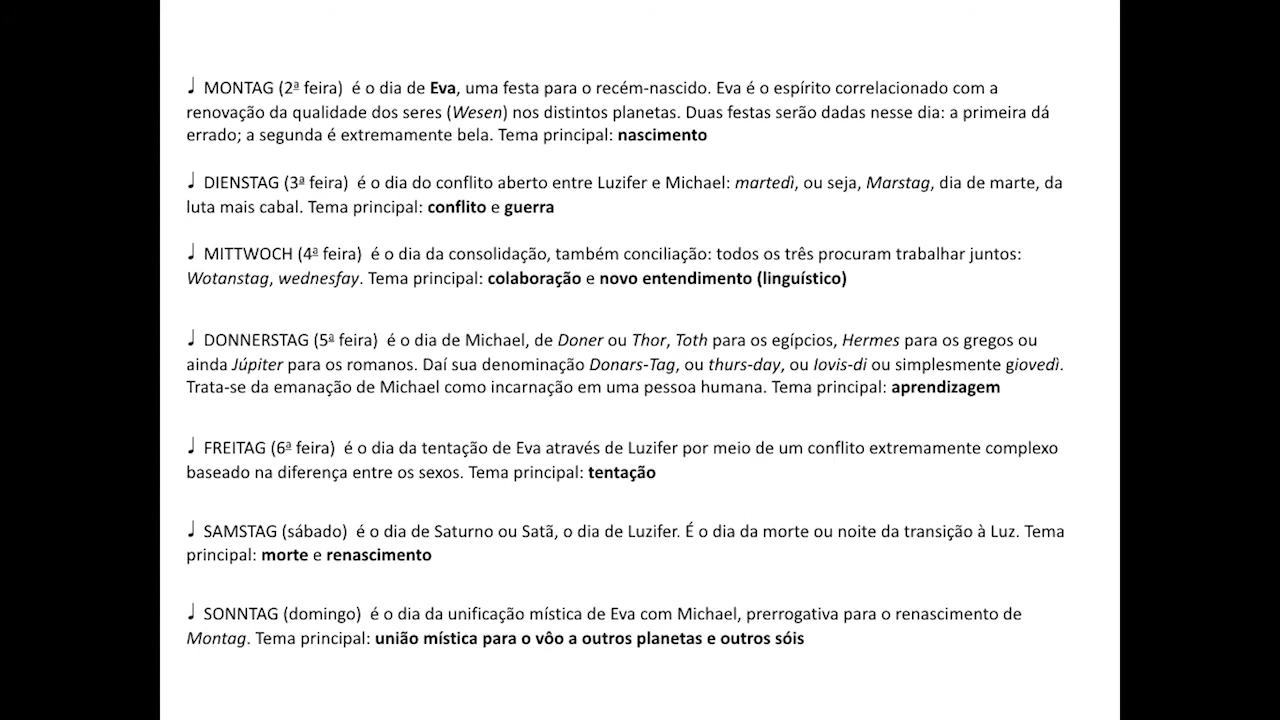 ♩ MONTAG (2ª feira) é o dia de Eva, uma festa para o recém-nascido. Eva é o espírito correlacionado com a
renovação da qualidade dos seres (Wesen) nos distintos planetas. Duas festas serão dadas nesse dia: a primeira dá
errado; a segunda é extremamente bela. Tema principal: nascimento
♩ DIENSTAG (3ª feira) é o dia do conflito aberto entre Luzifer e Michael: martedì, ou seja, Marstag, dia de marte, da
luta mais cabal. Tema principal: conflito e guerra
♩ MITTWOCH (4ª feira) é o dia da consolidação, também conciliação: todos os três procuram trabalhar juntos:
Wotanstag, wednesfay. Tema principal: colaboração e novo entendimento (linguístico)
♩ DONNERSTAG (5ª feira) é o dia de Michael, de Doner ou Thor, Toth para os egípcios, Hermes para os gregos ou
ainda Júpiter para os romanos. Daí sua denominação Donars-Tag, ou thurs-day, ou Iovis-di ou simplesmente giovedì.
Trata-se da emanação de Michael como incarnação em uma pessoa humana. Tema principal: aprendizagem
♩ FREITAG (6ª feira) é o dia da tentação de Eva através de Luzifer por meio de um conflito extremamente complexo
baseado na diferença entre os sexos. Tema principal: tentação
♩ SAMSTAG (sábado) é o dia de Saturno ou Satã, o dia de Luzifer. É o dia da morte ou noite da transição à Luz. Tema
principal: morte e renascimento
♩ SONNTAG (domingo) é o dia da unificação mística de Eva com Michael, prerrogativa para o renascimento de
Montag. Tema principal: união mística para o vôo a outros planetas e outros sóis